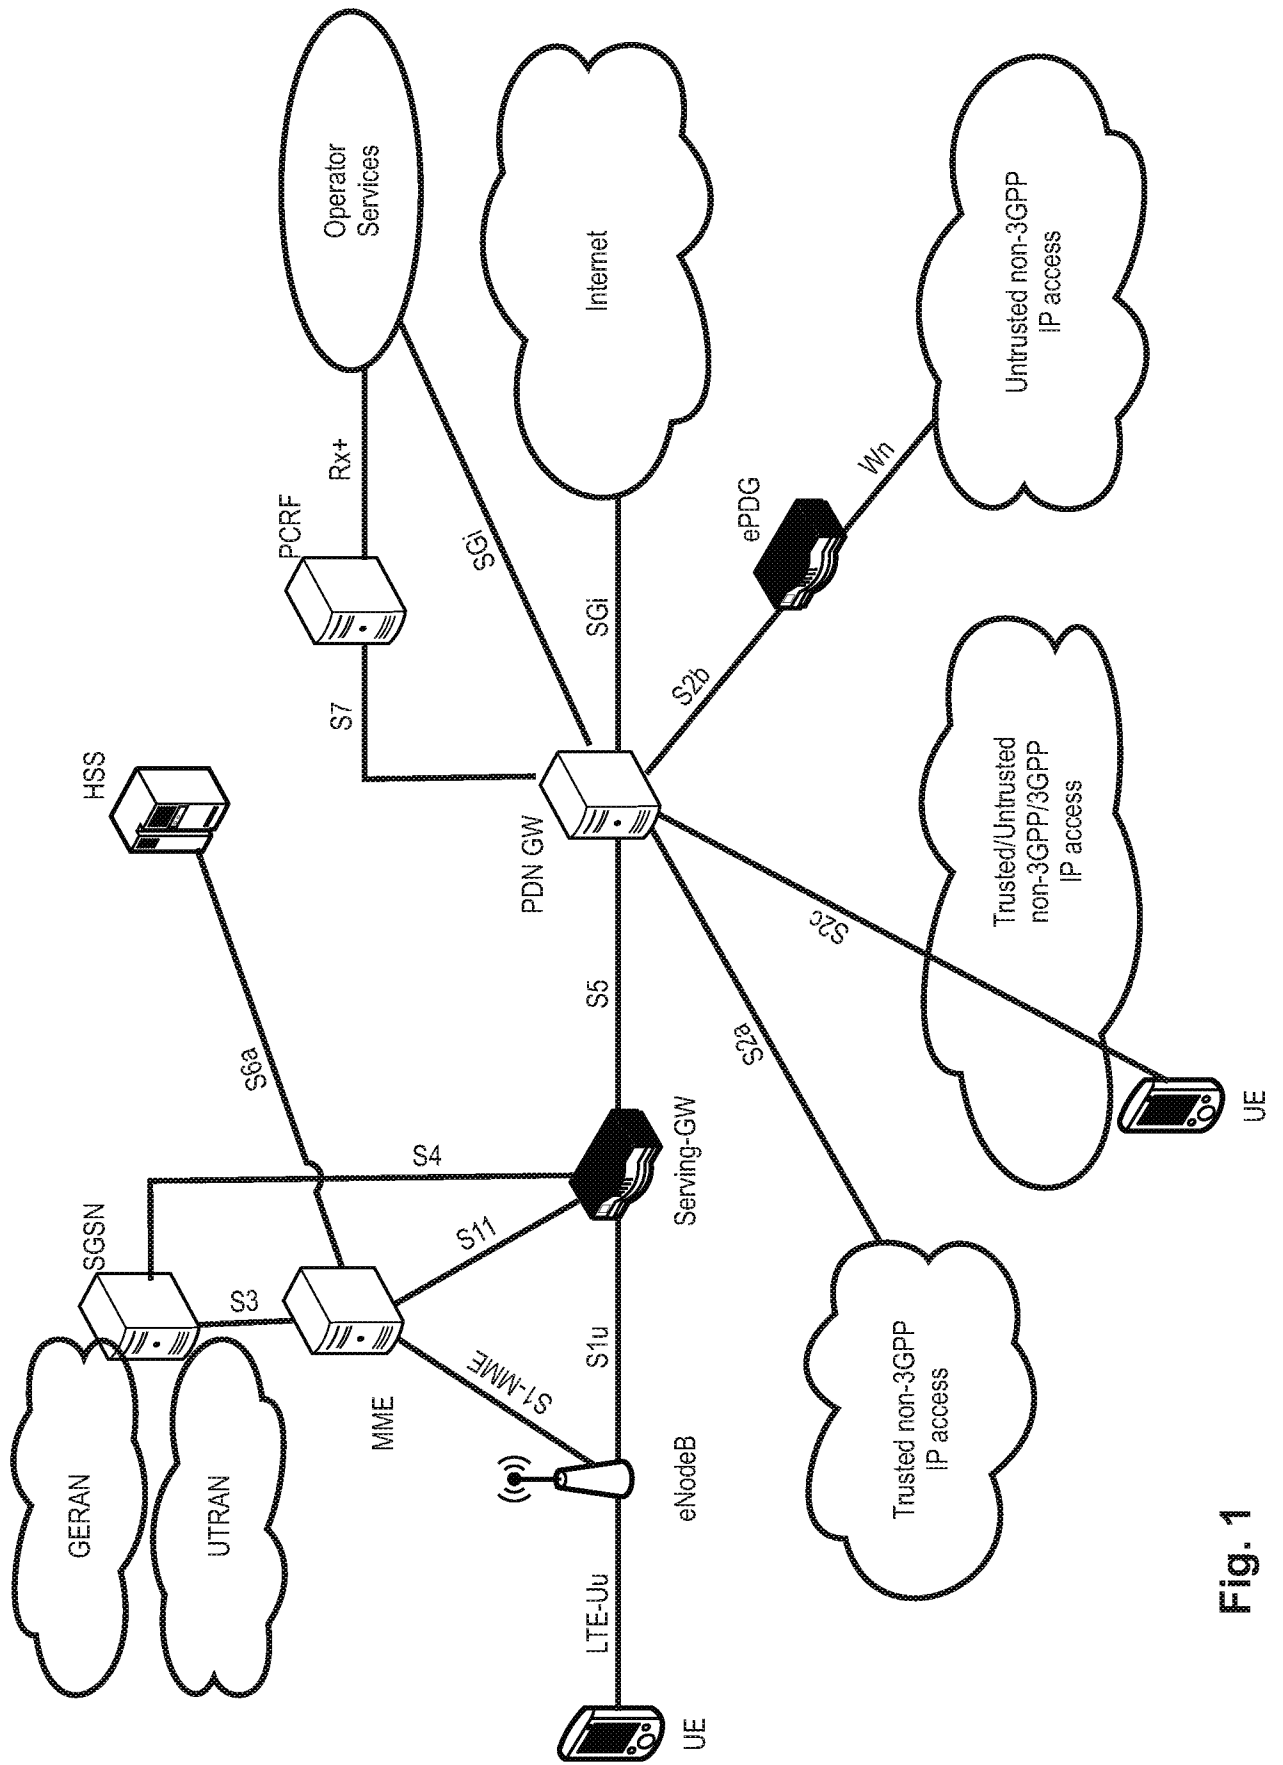 GERAN
UTRAN
SGSN
HSS
S3
S6a
S4
MME
S11
S1-MME
PCRF
S7
Rx+
Operator
Services
SGi
LTE-Uu
S1u
S5
SGi
Internet
UE
eNodeB
Serving-GW
PDN GW
S2a
S2c
S2b
ePDG
Wn
Trusted non-3GPP
IP access
Trusted/Untrusted
non-3GPP/3GPP
IP access
Untrusted non-3GPP
IP access
UE
Fig. 1